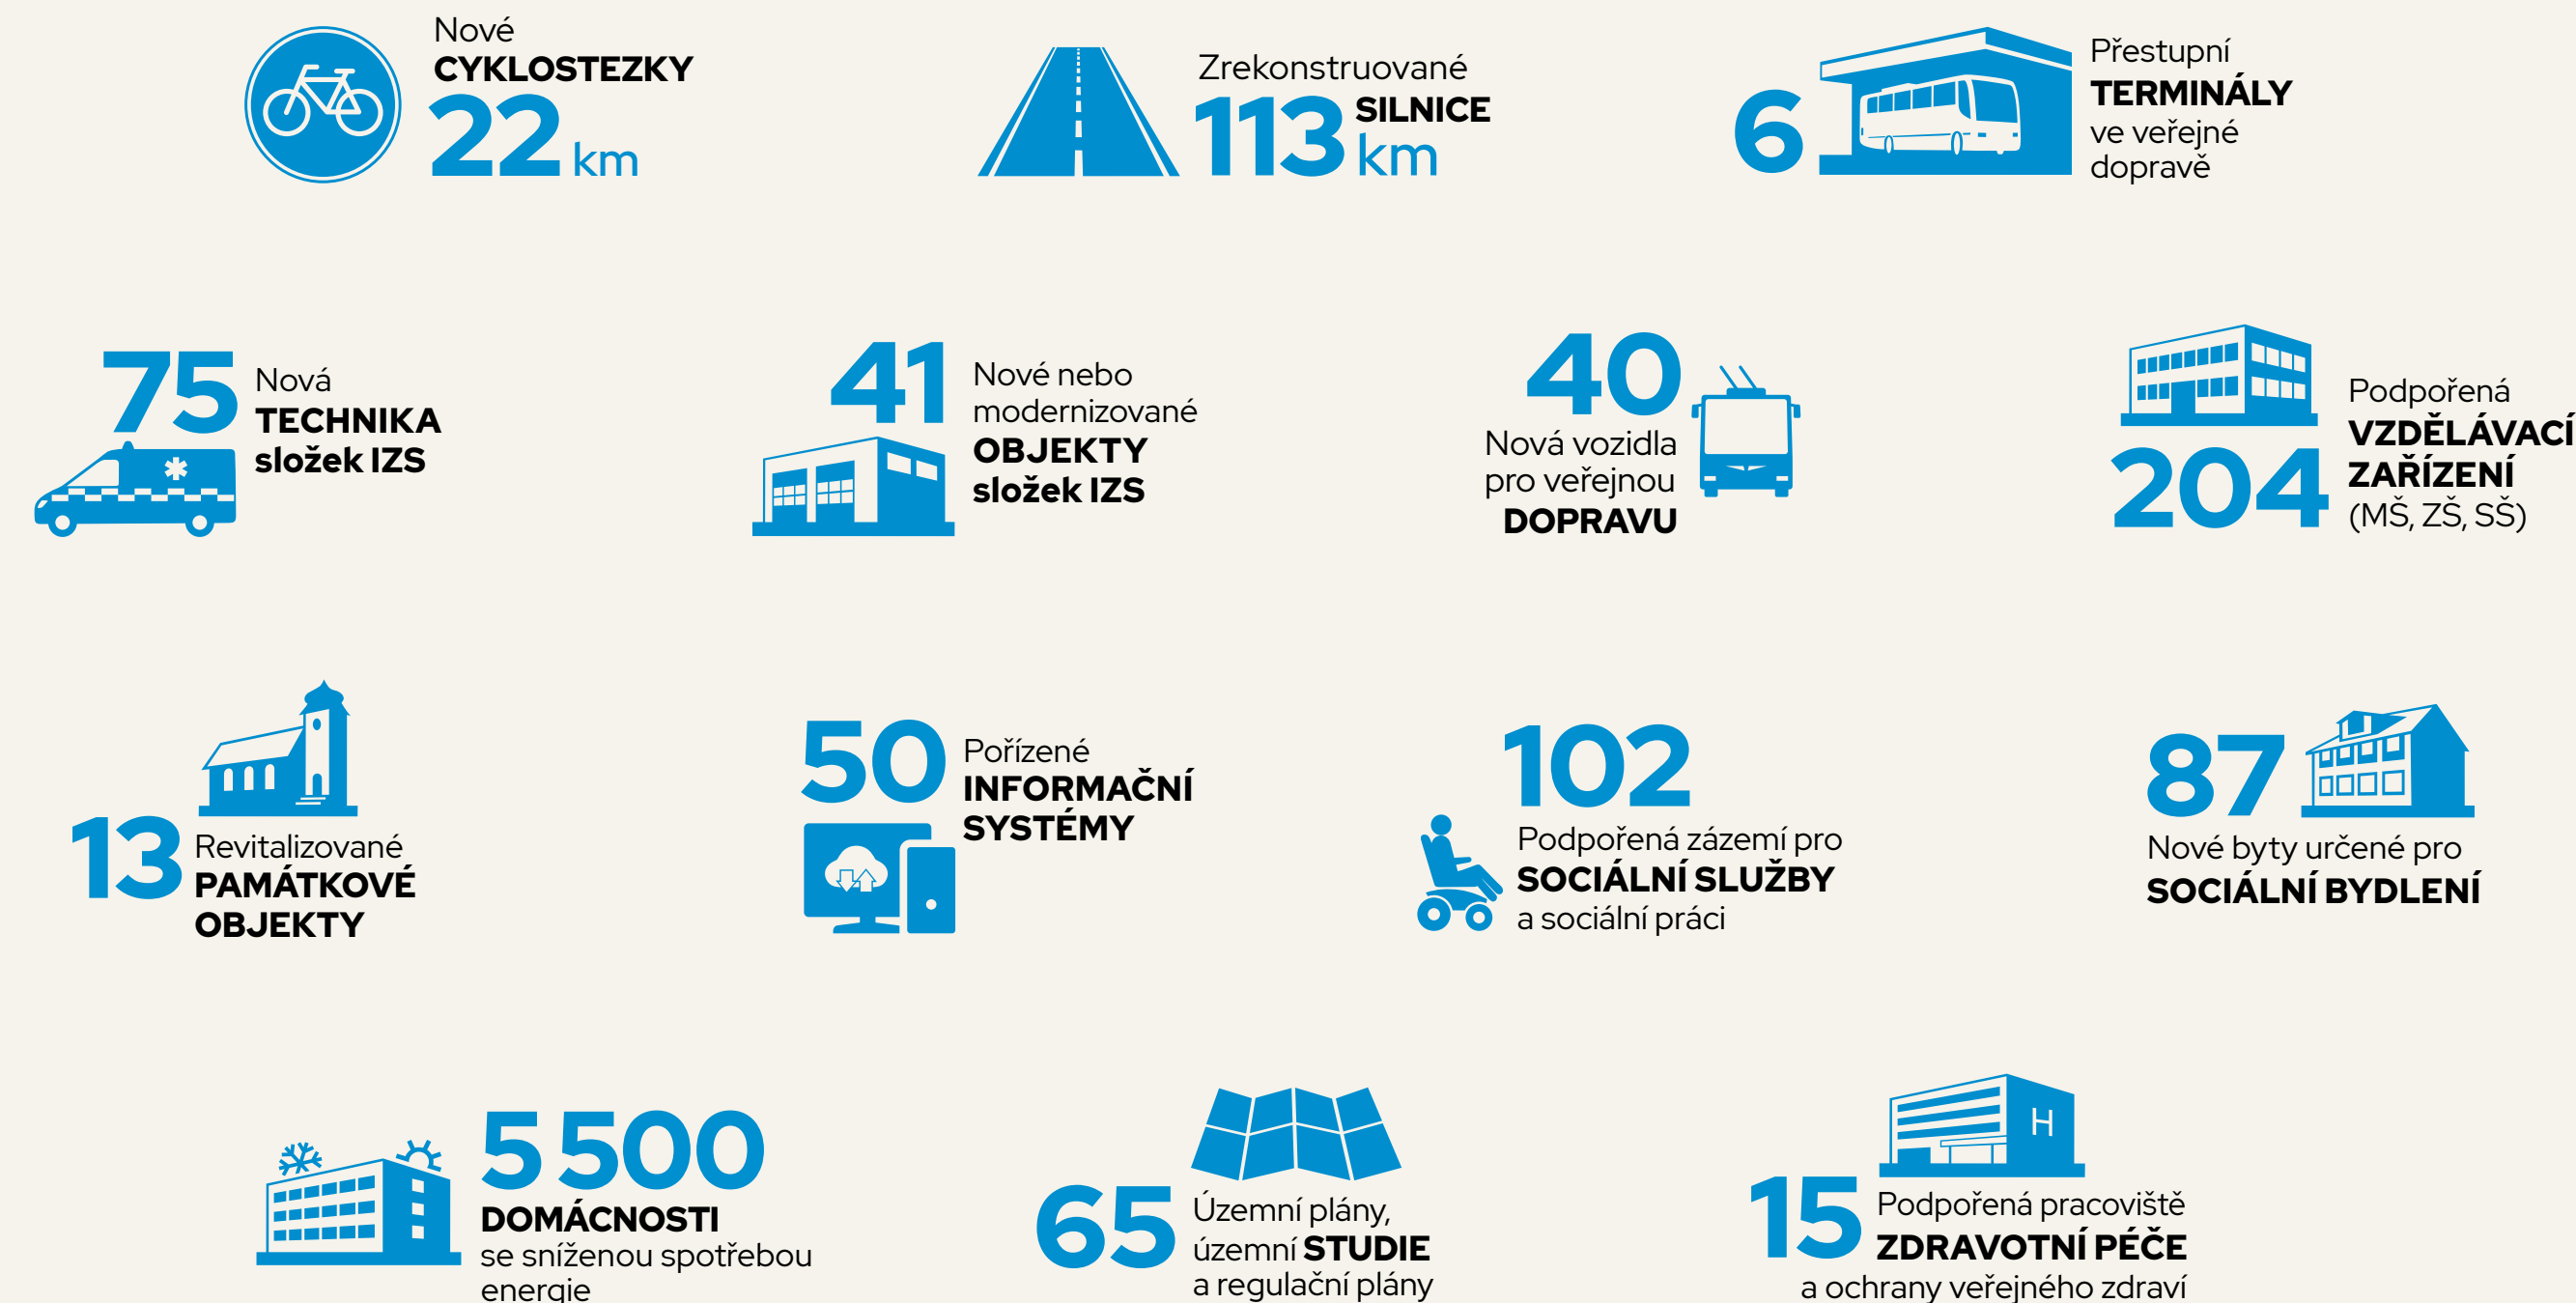 Nové
CYKLOSTEZKY
22 km
Zrekonstruované
113 SILNICE
km
6
Přestupní
TERMINÁLY
ve veřejné
dopravě
75
Nová
TECHNIKA
složek IZS
41
Nové nebo
modernizované
OBJEKTY
složek IZS
40
Nová vozidla
pro veřejnou
DOPRAVU
204
Podpořená
VZDĚLÁVACÍ
ZAŘÍZENÍ
(MŠ, ZŠ, SŠ)
13
Revitalizované
PAMÁTKOVÉ
OBJEKTY
50
Pořízené
INFORMAČNÍ
SYSTÉMY
102
Podpořená zázemí pro
SOCIÁLNÍ SLUŽBY
a sociální práci
87
Nové byty určené pro
SOCIÁLNÍ BYDLENÍ
5 500
DOMÁCNOSTI
se sníženou spotřebou
energie
65
Územní plány,
územní STUDIE
a regulační plány
H
15
Podpořená pracoviště
ZDRAVOTNÍ PÉČE
a ochrany veřejného zdraví